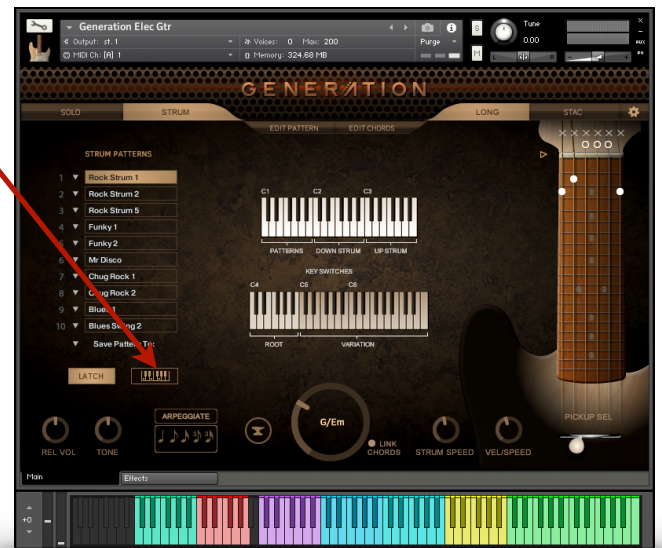 Generation Elec Gtr
Output: st. 1
Voices: 0 Max: 200
Purge
MIDI Ch: [A] 1
Memory: 324.68 MB
S
M
Tune
0.00
L R
AUX
PV
GENERATION
SOLO STRUM LONG STAC
EDIT PATTERN EDIT CHORDS
STRUM PATTERNS
1 Rock Strum 1
2 Rock Strum 2
3 Rock Strum 5
4 Funky 1
5 Funky 2
6 Mr Disco
7 Chug Rock 1
8 Chug Rock 2
9 Blues 1
10 Blues Swing 2
Save Pattern To:
LATCH
C1 C2 C3
PATTERNS DOWN STRUM UP STRUM
KEY SWITCHES
C4 C5 C6
ROOT VARIATION
ARPEGGIATE
REL VOL
TONE
G/Em
LINK
CHORDS
STRUM SPEED
VEL/SPEED
PICKUP SEL
Main Effects
+0